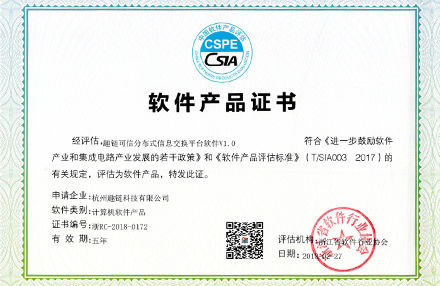 中国软件产品评估
CSPE
CSIA
CHINA SOFTWARE PRODUCTS EVALUATION
软件产品证书
经评估,趣链可信分布式信息交换平台软件V1.0 符合《进一步鼓励软件
产业和集成电路产业发展的若干政策》和《软件产品评估标准》(T/SIA003 2017)的
有关规定,评估为软件产品,特发此证。
申请企业:杭州趣链科技有限公司
软件类别:计算机软件产品
证书编号:浙RC-2018-0172
有 效 期:五年
评估机构:浙江省软件行业协会
日期:2018-02-27
浙江省软件行业协会